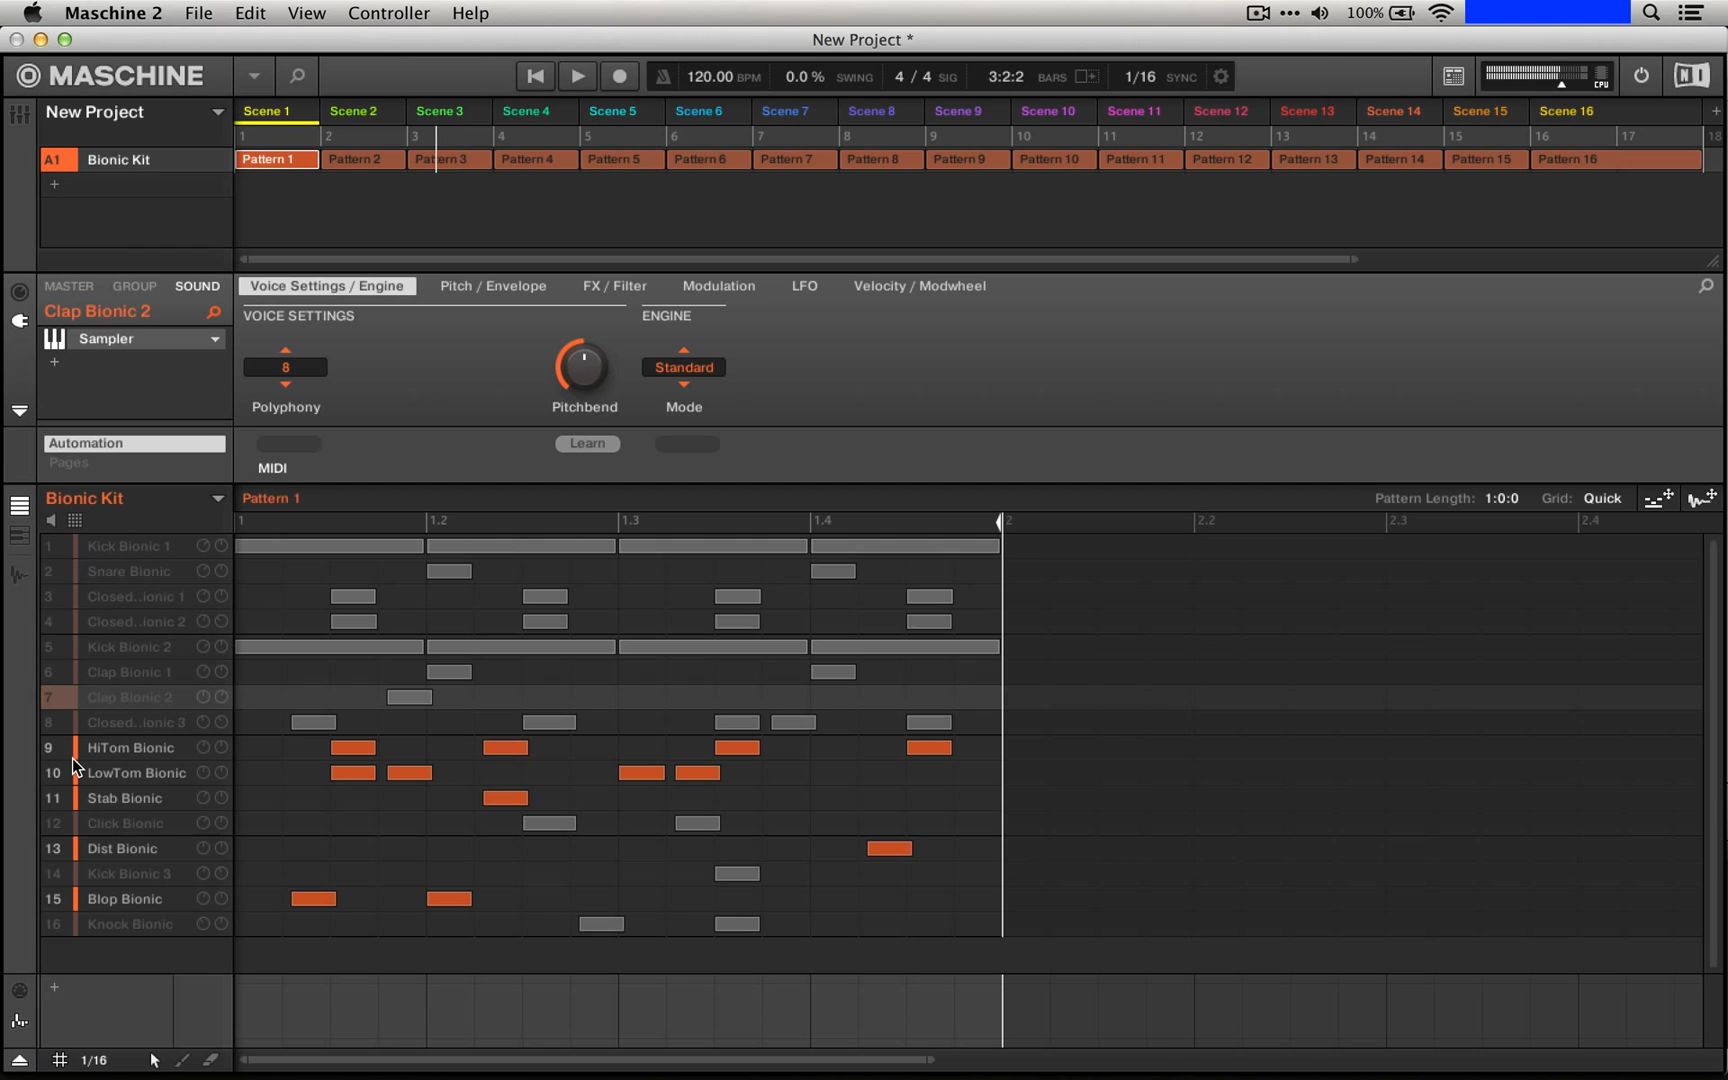 Maschine 2 File Edit View Controller Help 100%
New Project *
MASCHINE 120.00 BPM 0.0 % SWING 4 / 4 SIG 3:2:2 BARS 1/16 SYNC CPU
New Project Scene 1 Scene 2 Scene 3 Scene 4 Scene 5 Scene 6 Scene 7 Scene 8 Scene 9 Scene 10 Scene 11 Scene 12 Scene 13 Scene 14 Scene 15 Scene 16 +
1 2 3 4 5 6 7 8 9 10 11 12 13 14 15 16 17 18
A1 Bionic Kit Pattern 1 Pattern 2 Pattern 3 Pattern 4 Pattern 5 Pattern 6 Pattern 7 Pattern 8 Pattern 9 Pattern 10 Pattern 11 Pattern 12 Pattern 13 Pattern 14 Pattern 15 Pattern 16
+
MASTER GROUP SOUND Voice Settings / Engine Pitch / Envelope FX / Filter Modulation LFO Velocity / Modwheel
Clap Bionic 2 VOICE SETTINGS ENGINE
Sampler
+ 8 Standard
Polyphony Pitchbend Mode
Automation Learn
Pages MIDI
Bionic Kit Pattern 1 Pattern Length: 1:0:0 Grid: Quick
1 1.2 1.3 1.4 2 2.2 2.3 2.4
1 Kick Bionic 1
2 Snare Bionic
3 Closed..ionic 1
4 Closed..ionic 2
5 Kick Bionic 2
6 Clap Bionic 1
7 Clap Bionic 2
8 Closed..ionic 3
9 HiTom Bionic
10 LowTom Bionic
11 Stab Bionic
12 Click Bionic
13 Dist Bionic
14 Kick Bionic 3
15 Blop Bionic
16 Knock Bionic
+
1/16